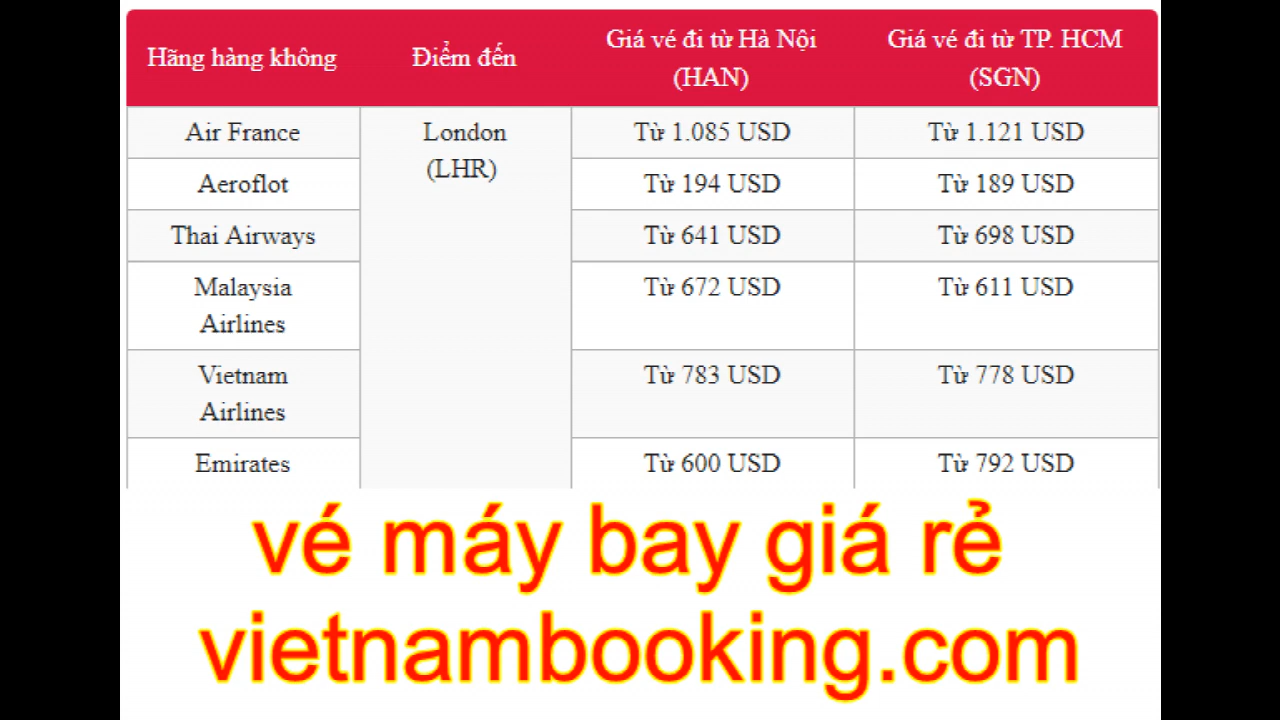 Hãng hàng không
Điểm đến
Giá vé đi từ Hà Nội
(HAN)
Giá vé đi từ TP. HCM
(SGN)
Air France
London
(LHR)
Từ 1.085 USD
Từ 1.121 USD
Aeroflot
Từ 194 USD
Từ 189 USD
Thai Airways
Từ 641 USD
Từ 698 USD
Malaysia
Airlines
Từ 672 USD
Từ 611 USD
Vietnam
Airlines
Từ 783 USD
Từ 778 USD
Emirates
Từ 600 USD
Từ 792 USD
vé máy bay giá rẻ
vietnambooking.com